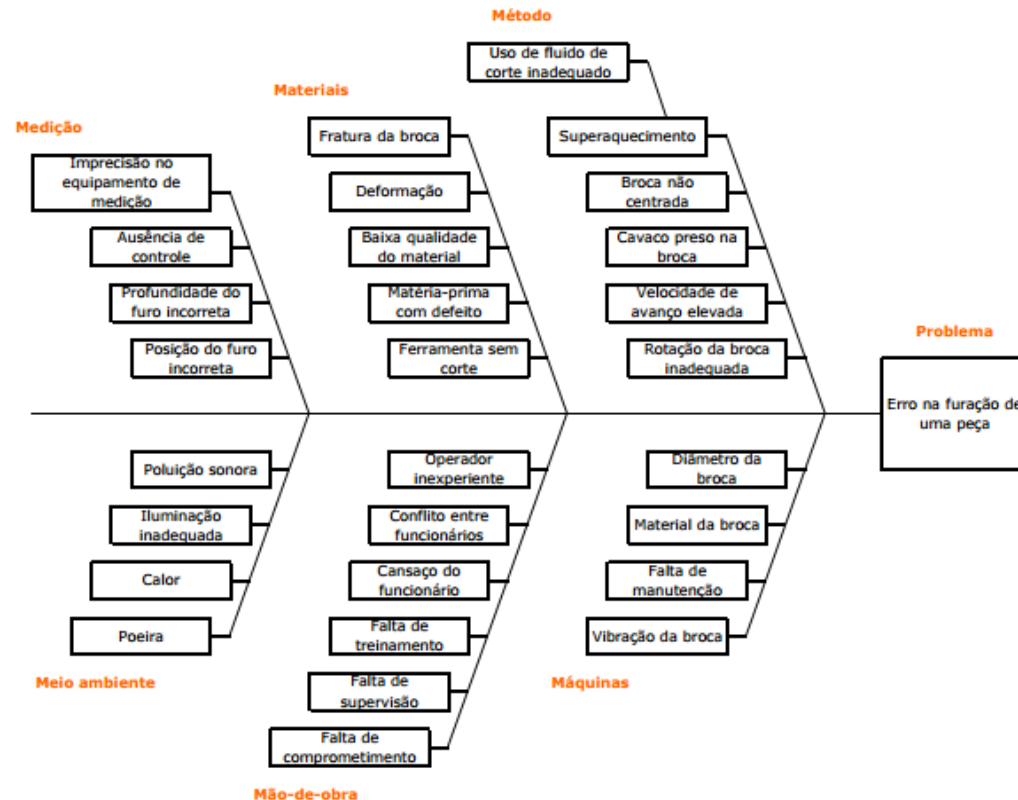 Método
Uso de fluido de
corte inadequado
Materiais
Medição
Fratura da broca
Superaquecimento
Imprecisão no
equipamento de
medição
Deformação
Broca não
centrada
Ausência de
controle
Baixa qualidade
do material
Cavaco preso na
broca
Profundidade do
furo incorreta
Matéria-prima
com defeito
Velocidade de
avanço elevada
Problema
Posição do furo
incorreta
Ferramenta sem
corte
Rotação da broca
inadequada
Erro na furação de
uma peça
Poluição sonora
Operador
inexperiente
Diâmetro da
broca
Iluminação
inadequada
Conflito entre
funcionários
Material da broca
Calor
Cansaço do
funcionário
Falta de
manutenção
Poeira
Falta de
treinamento
Vibração da broca
Meio ambiente
Falta de
supervisão
Máquinas
Falta de
comprometimento
Mão-de-obra